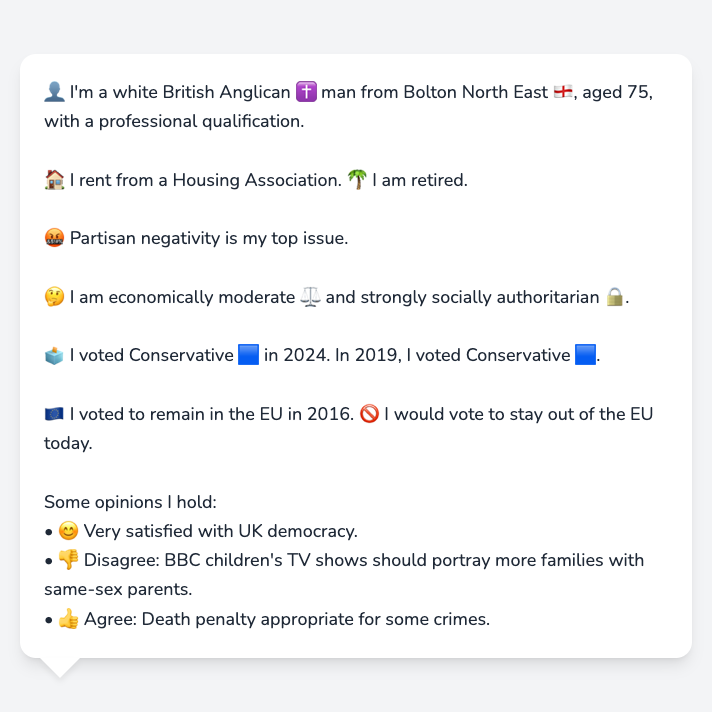 👤 I'm a white British Anglican ✝️ man from Bolton North East 🏴󠁧󠁢󠁥󠁮󠁧󠁿, aged 75,
with a professional qualification.
🏠 I rent from a Housing Association. 🌴 I am retired.
🤬 Partisan negativity is my top issue.
🤔 I am economically moderate ⚖️ and strongly socially authoritarian 🔒.
🗳️ I voted Conservative 🟦 in 2024. In 2019, I voted Conservative 🟦.
🇪🇺 I voted to remain in the EU in 2016. 🚫 I would vote to stay out of the EU
today.
Some opinions I hold:
• 😊 Very satisfied with UK democracy.
• 👎 Disagree: BBC children's TV shows should portray more families with
same-sex parents.
• 👍 Agree: Death penalty appropriate for some crimes.